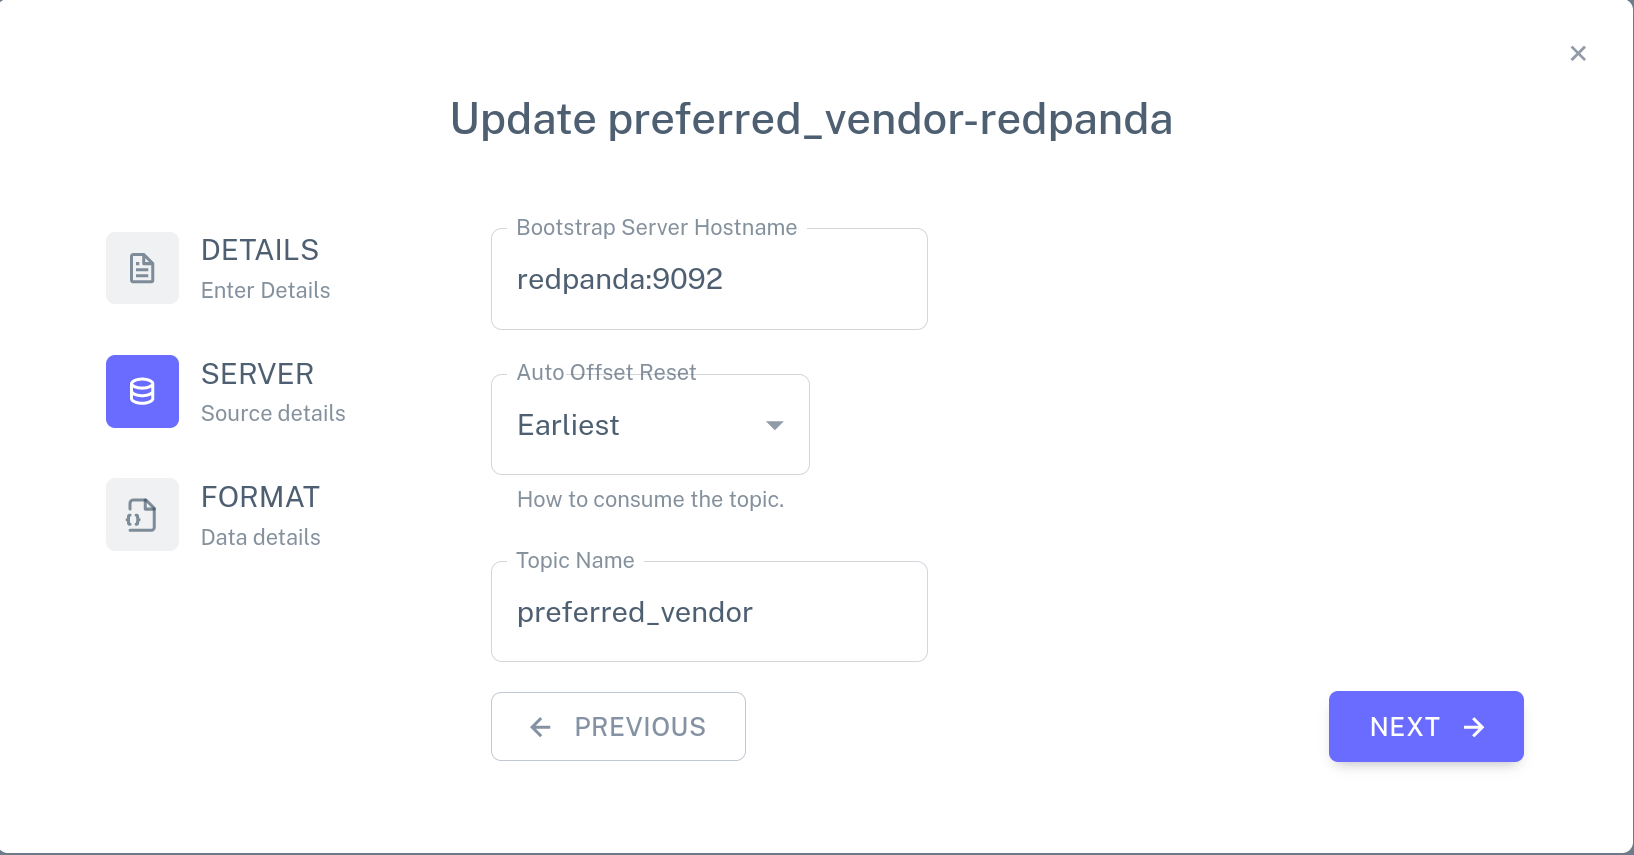 Update preferred_vendor-redpanda
DETAILS
Enter Details
SERVER
Source details
FORMAT
Data details
Bootstrap Server Hostname
redpanda:9092
Auto Offset Reset
Earliest
How to consume the topic.
Topic Name
preferred_vendor
PREVIOUS
NEXT